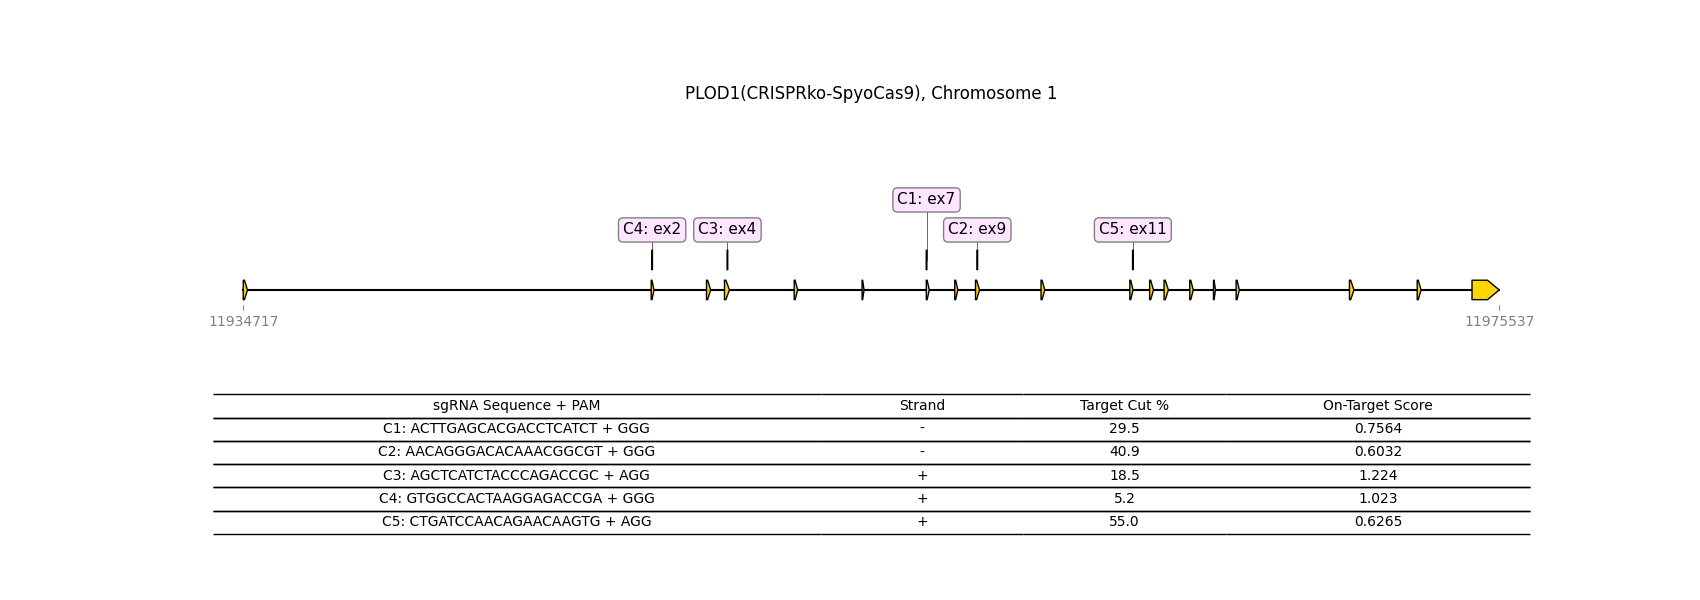 PLOD1(CRISPRko-SpyoCas9), Chromosome 1
C1: ex7
C4: ex2 C3: ex4 C2: ex9 C5: ex11
11934717 11975537
sgRNA Sequence + PAM Strand Target Cut % On-Target Score
C1: ACTTGAGCACGACCTCATCT + GGG - 29.5 0.7564
C2: AACAGGGACACAAACGGCGT + GGG - 40.9 0.6032
C3: AGCTCATCTACCCAGACCGC + AGG + 18.5 1.224
C4: GTGGCCACTAAGGAGACCGA + GGG + 5.2 1.023
C5: CTGATCCAACAGAACAAGTG + AGG + 55.0 0.6265